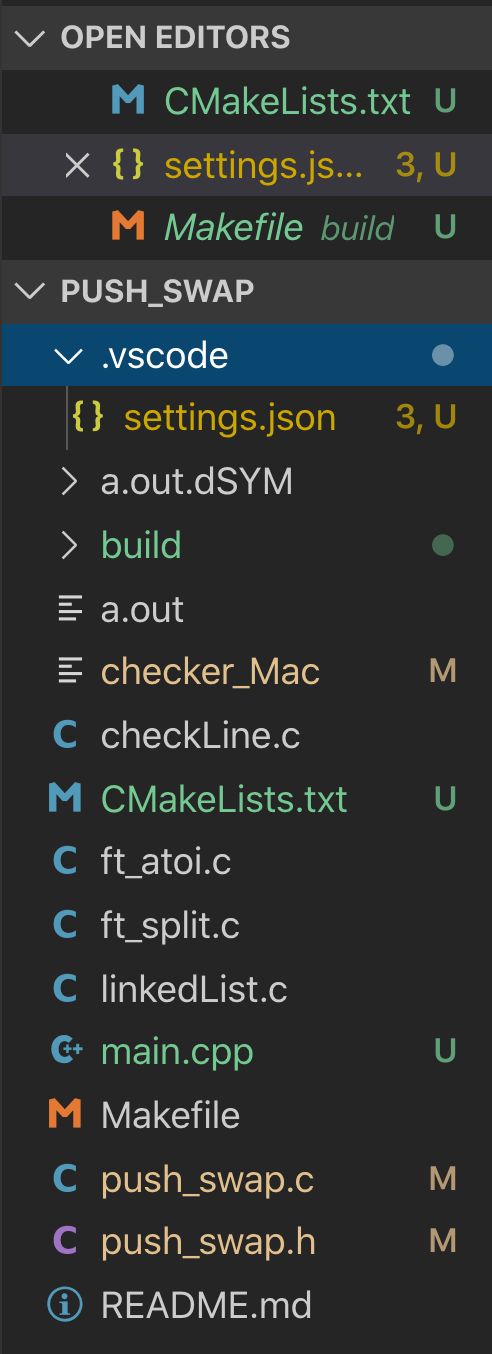 OPEN EDITORS
CMakeLists.txt U
{} settings.js... 3, U
Makefile build U
PUSH_SWAP
.vscode
{} settings.json 3, U
a.out.dSYM
build
a.out
checker_Mac M
C checkLine.c
CMakeLists.txt U
C ft_atoi.c
C ft_split.c
C linkedList.c
C++ main.cpp U
Makefile
C push_swap.c M
C push_swap.h M
README.md